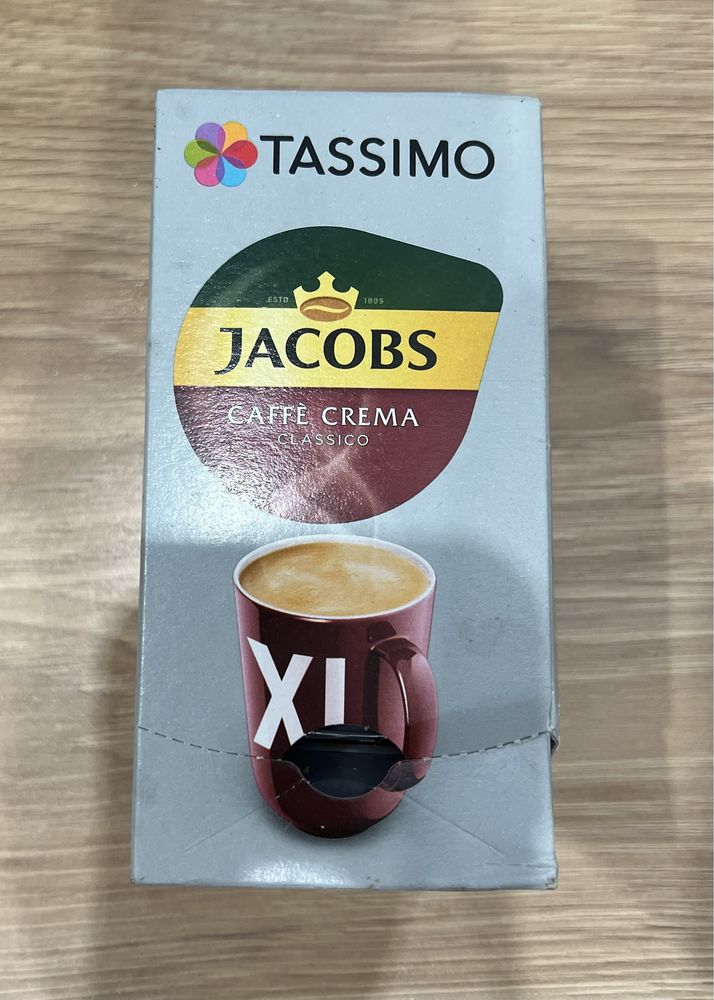 TASSIMO
ESTD 1895
JACOBS
CAFFÈ CREMA
CLASSICO
XL